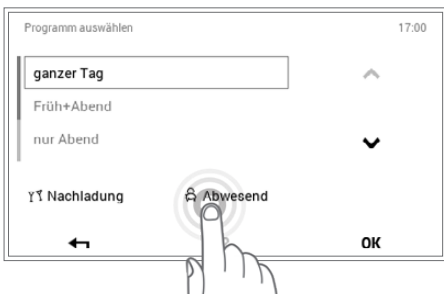 Programm auswählen 17:00
ganzer Tag
Früh+Abend
nur Abend
Nachladung Abwesend
OK